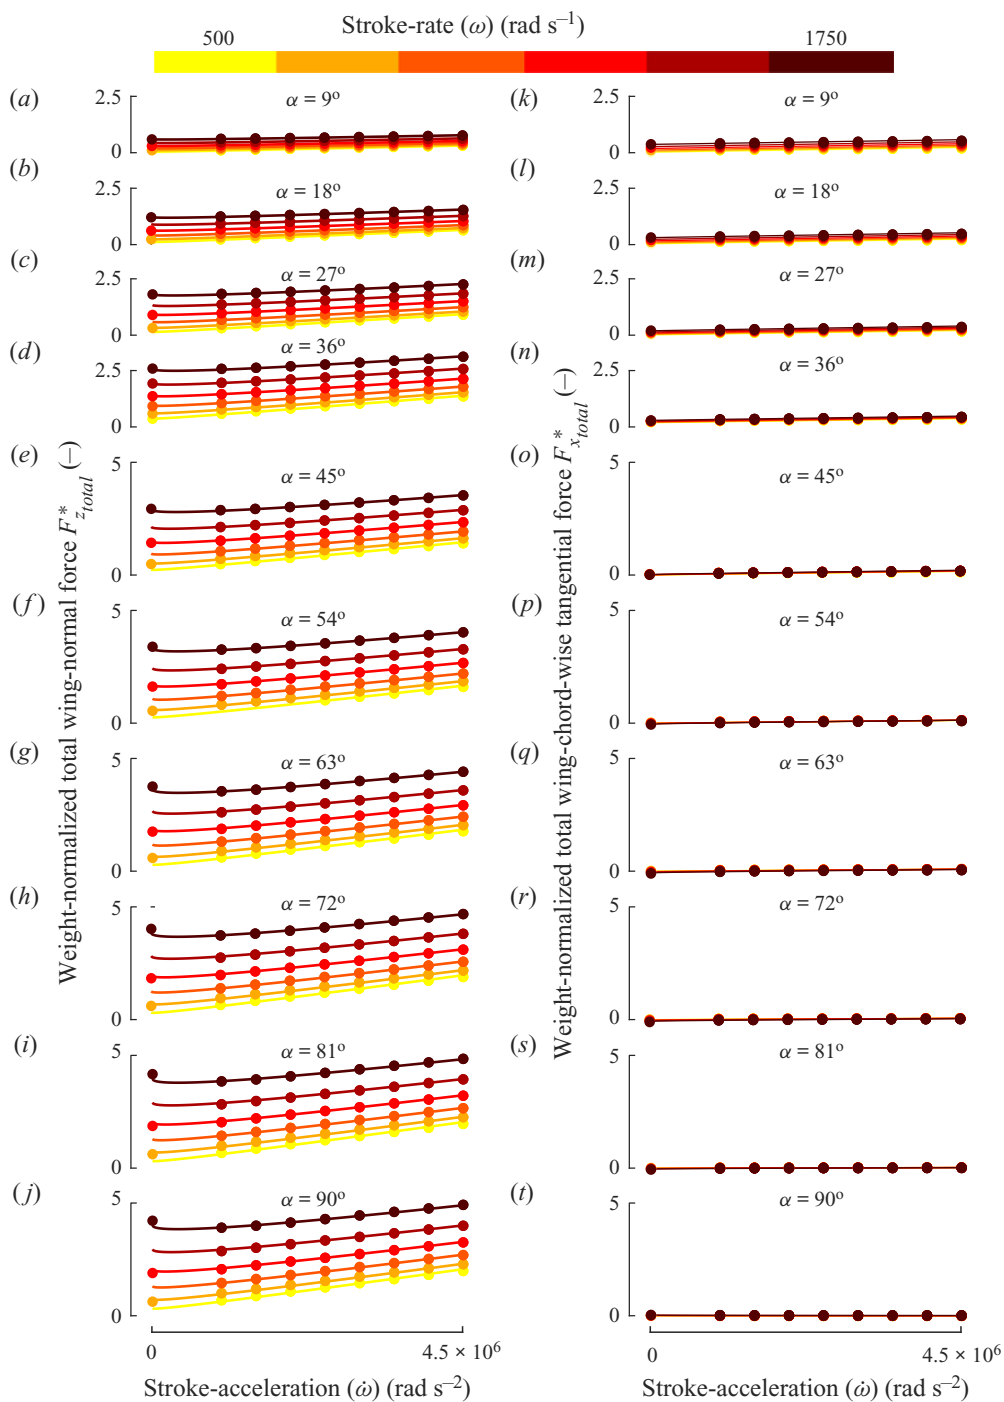 Stroke-rate (ω) (rad s⁻¹)
500 1750
(a) 2.5 α = 9° 0
(k) 2.5 α = 9° 0
(b) 2.5 α = 18° 0
(l) 2.5 α = 18° 0
(c) 2.5 α = 27° 0
(m) 2.5 α = 27° 0
(d) 2.5 α = 36° 0
(n) 2.5 α = 36° 0
(e) 5 α = 45° 0
(o) 5 α = 45° 0
(f) 5 α = 54° 0
(p) 5 α = 54° 0
(g) 5 α = 63° 0
(q) 5 α = 63° 0
(h) 5 α = 72° 0
(r) 5 α = 72° 0
(i) 5 α = 81° 0
(s) 5 α = 81° 0
(j) 5 α = 90° 0
(t) 5 α = 90° 0
Weight-normalized total wing-normal force F*z_total (–)
Weight-normalized total wing-chord-wise tangential force F*x_total (–)
0 4.5 × 10⁶
0 4.5 × 10⁶
Stroke-acceleration (ω̇) (rad s⁻²)
Stroke-acceleration (ω̇) (rad s⁻²)